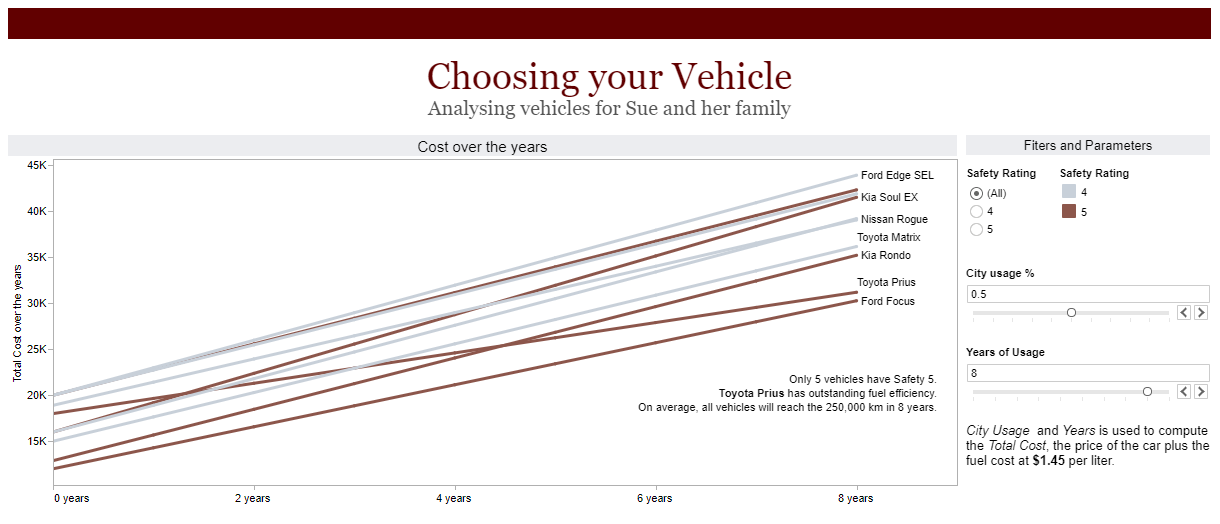 Choosing your Vehicle
Analysing vehicles for Sue and her family
Cost over the years
Total Cost over the years
45K
40K
35K
30K
25K
20K
15K
0 years
2 years
4 years
6 years
8 years
Ford Edge SEL
Kia Soul EX
Nissan Rogue
Toyota Matrix
Kia Rondo
Toyota Prius
Ford Focus
Only 5 vehicles have Safety 5.
Toyota Prius has outstanding fuel efficiency.
On average, all vehicles will reach the 250,000 km in 8 years.
Fiters and Parameters
Safety Rating
(All)
4
5
Safety Rating
4
5
City usage %
0.5
Years of Usage
8
City Usage and Years is used to compute
the Total Cost, the price of the car plus the
fuel cost at $1.45 per liter.